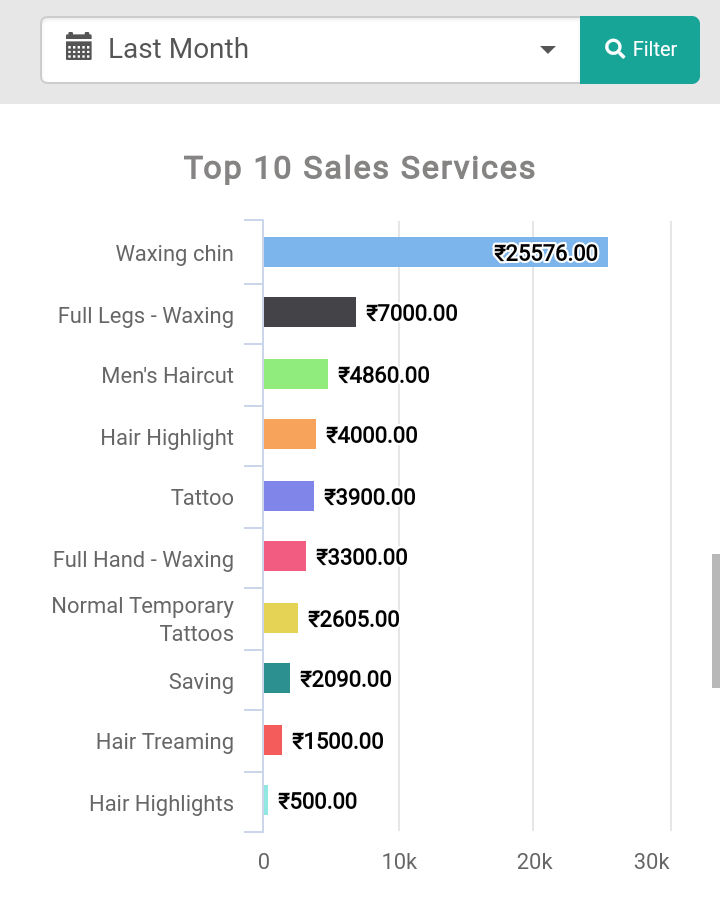 Last Month
Filter
Top 10 Sales Services
Waxing chin
₹25576.00
Full Legs - Waxing
₹7000.00
Men's Haircut
₹4860.00
Hair Highlight
₹4000.00
Tattoo
₹3900.00
Full Hand - Waxing
₹3300.00
Normal Temporary
Tattoos
₹2605.00
Saving
₹2090.00
Hair Treaming
₹1500.00
Hair Highlights
₹500.00
0 10k 20k 30k